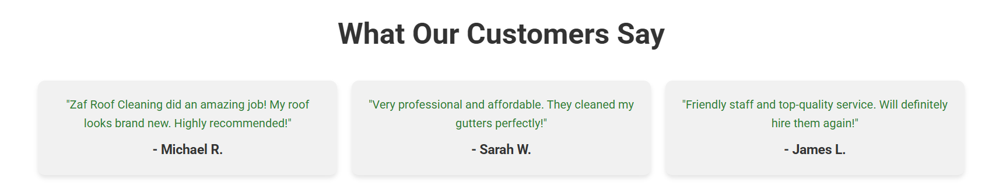 What Our Customers Say
"Zaf Roof Cleaning did an amazing job! My roof
looks brand new. Highly recommended!"
- Michael R.
"Very professional and affordable. They cleaned my
gutters perfectly!"
- Sarah W.
"Friendly staff and top-quality service. Will definitely
hire them again!"
- James L.